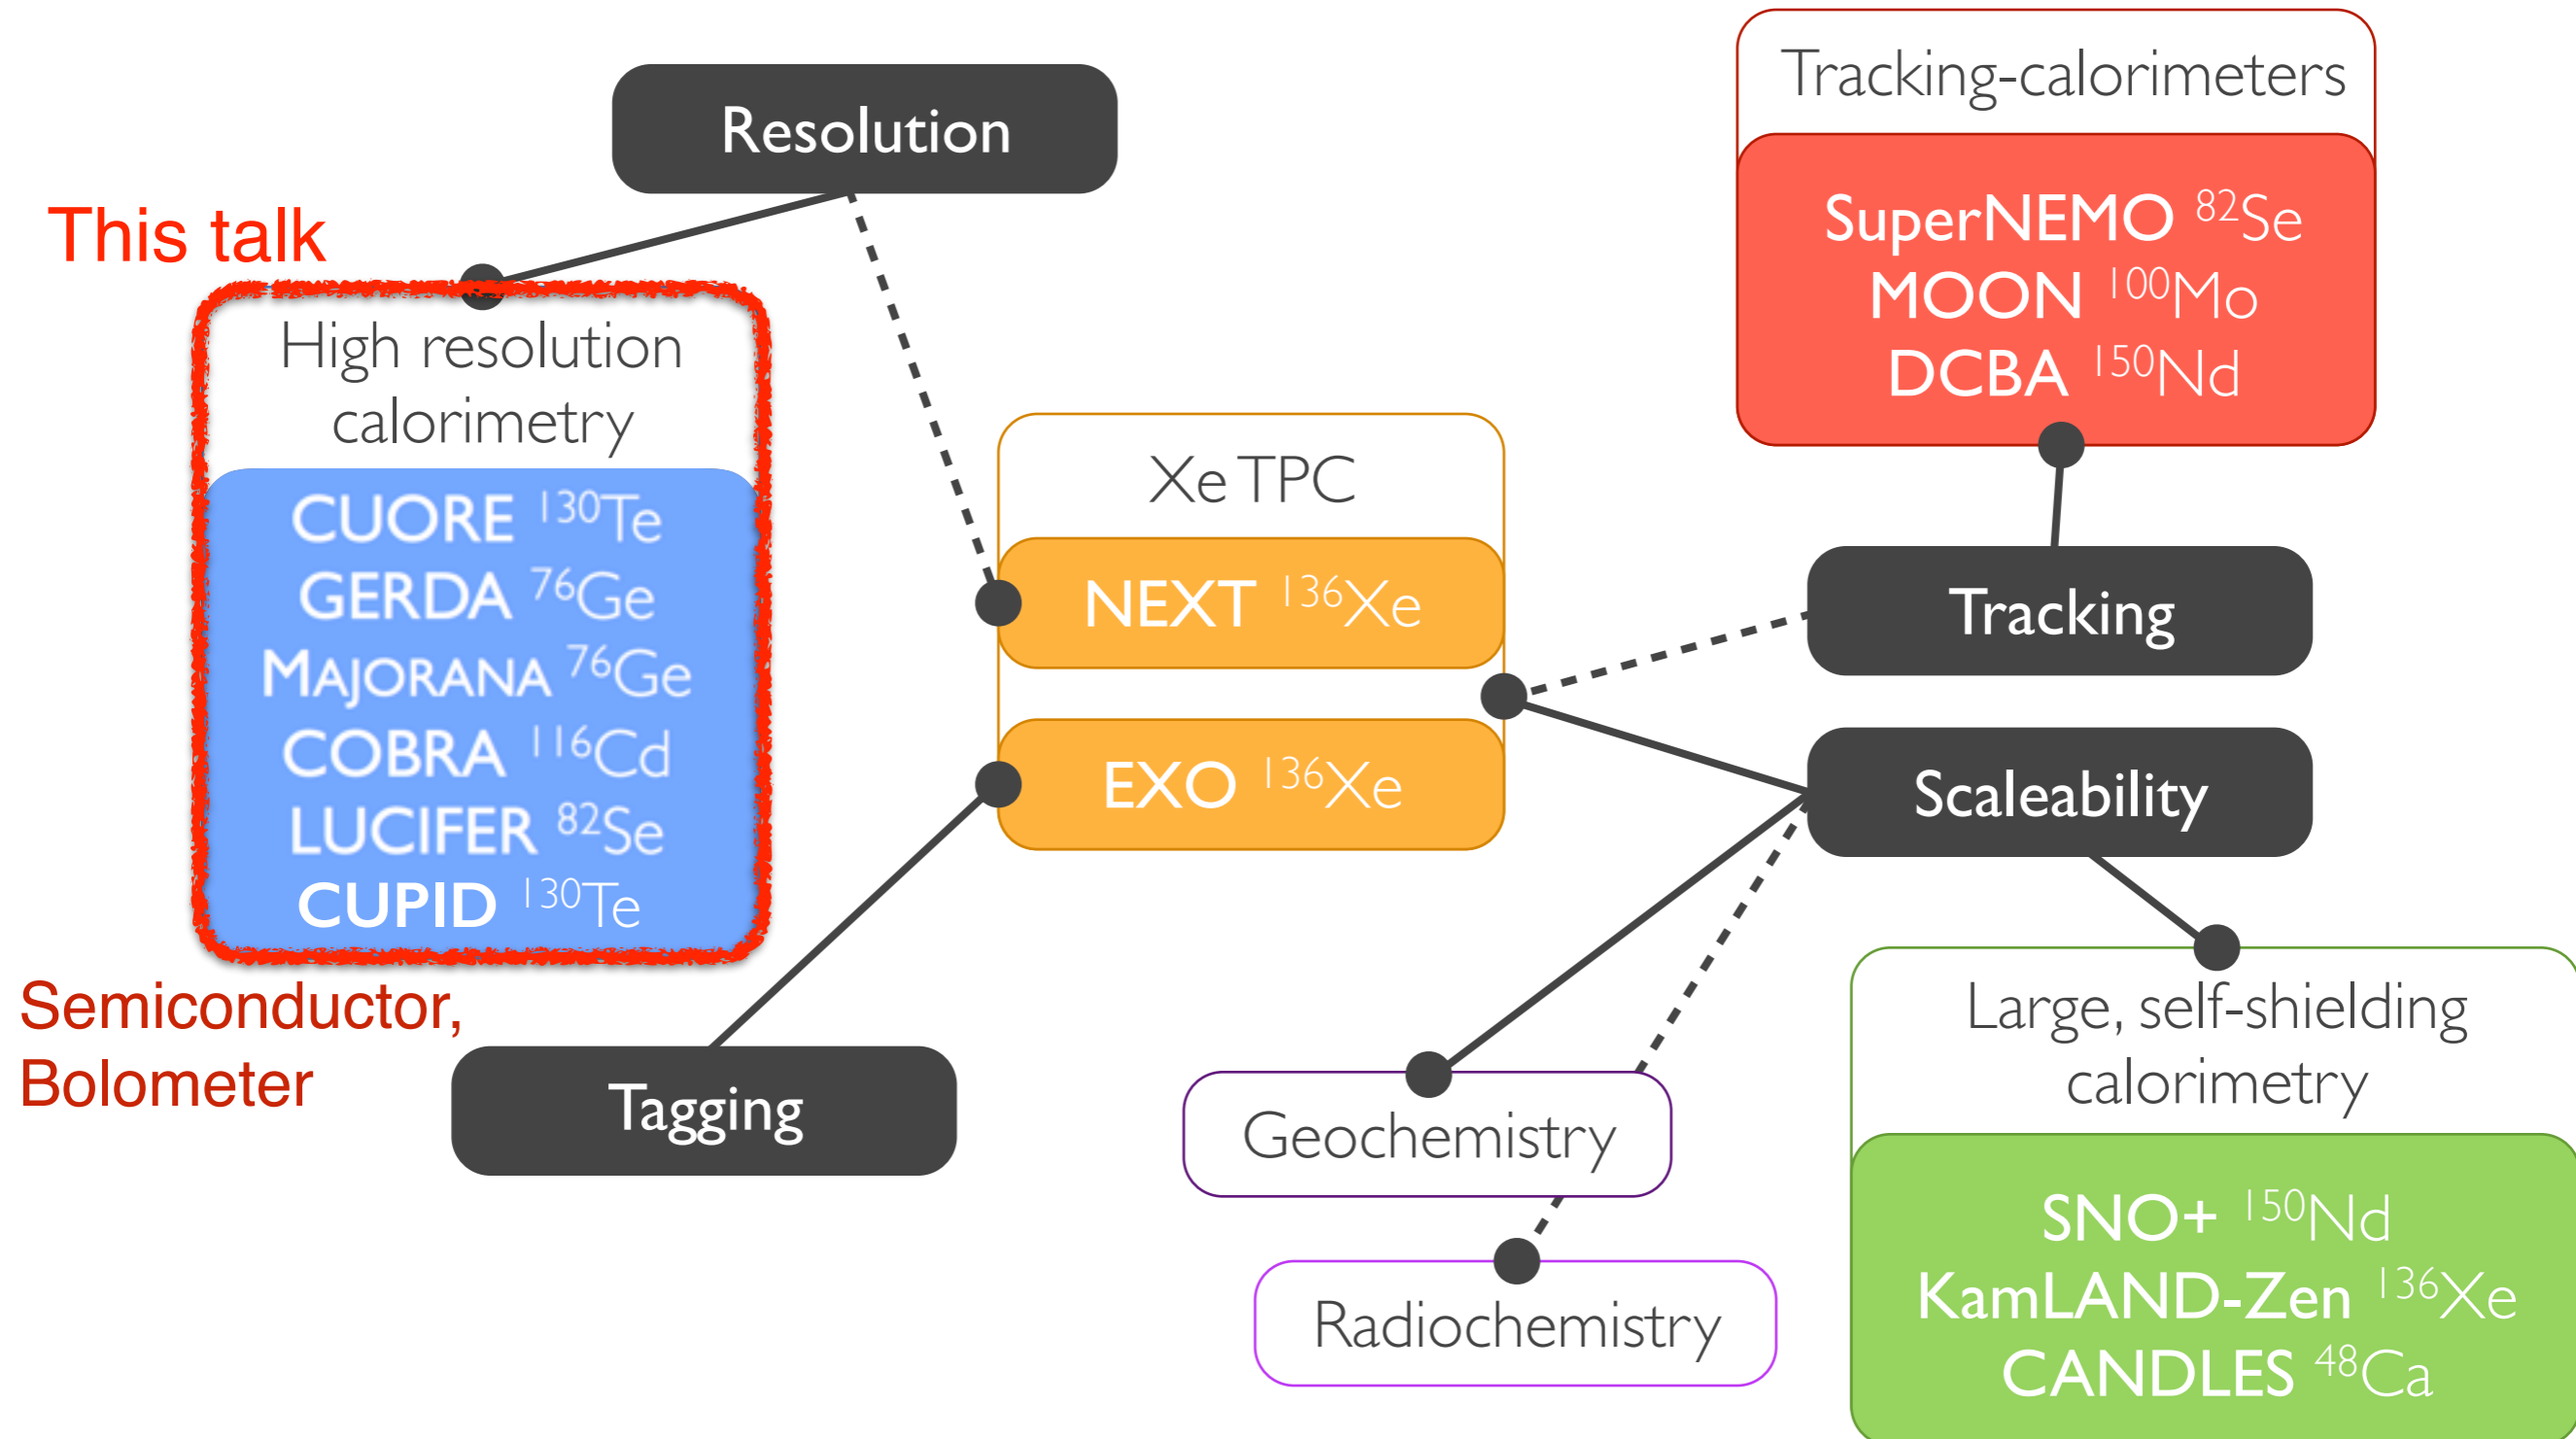 Resolution
This talk
High resolution
calorimetry
CUORE ¹³⁰Te
GERDA ⁷⁶Ge
MAJORANA ⁷⁶Ge
COBRA ¹¹⁶Cd
LUCIFER ⁸²Se
CUPID ¹³⁰Te
Semiconductor,
Bolometer
Tagging
Xe TPC
NEXT ¹³⁶Xe
EXO ¹³⁶Xe
Tracking-calorimeters
SuperNEMO ⁸²Se
MOON ¹⁰⁰Mo
DCBA ¹⁵⁰Nd
Tracking
Scaleability
Geochemistry
Radiochemistry
Large, self-shielding
calorimetry
SNO+ ¹⁵⁰Nd
KamLAND-Zen ¹³⁶Xe
CANDLES ⁴⁸Ca